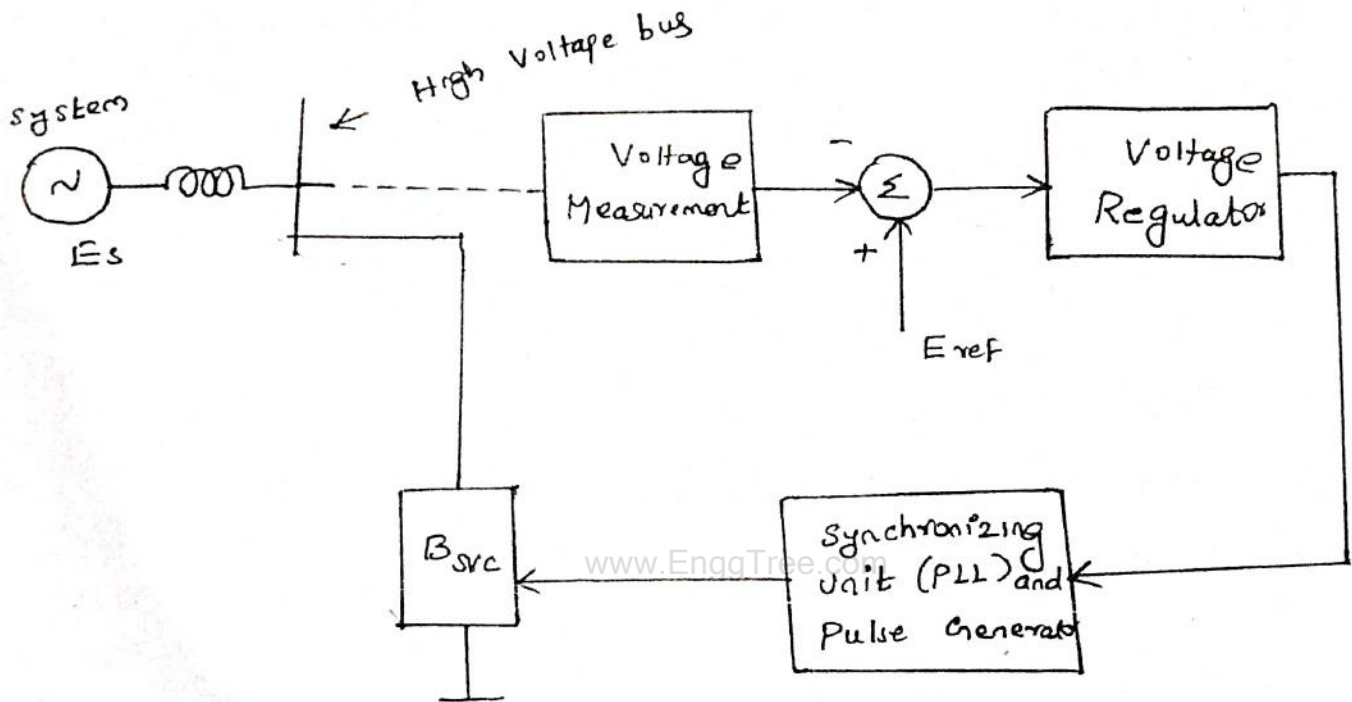 High Voltage bus
system
~
Es
Voltage
Measurement
-
Σ
+
Eref
Voltage
Regulator
Bsvc
www.EnggTree.com
Synchronizing
unit (PLL) and
Pulse Generator